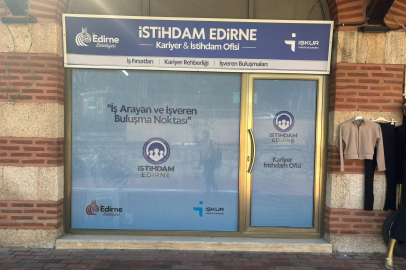 Edirne
Belediyesi
İSTİHDAM EDİRNE
Kariyer & İstihdam Ofisi
İŞKUR
İş Fırsatları | Kariyer Rehberliği | İşveren Buluşmaları
"İş Arayan ve İşveren
Buluşma Noktası"
İSTİHDAM
EDİRNE
İSTİHDAM
EDİRNE
Kariyer
İstihdam Ofisi
Edirne
Belediyesi
İŞKUR